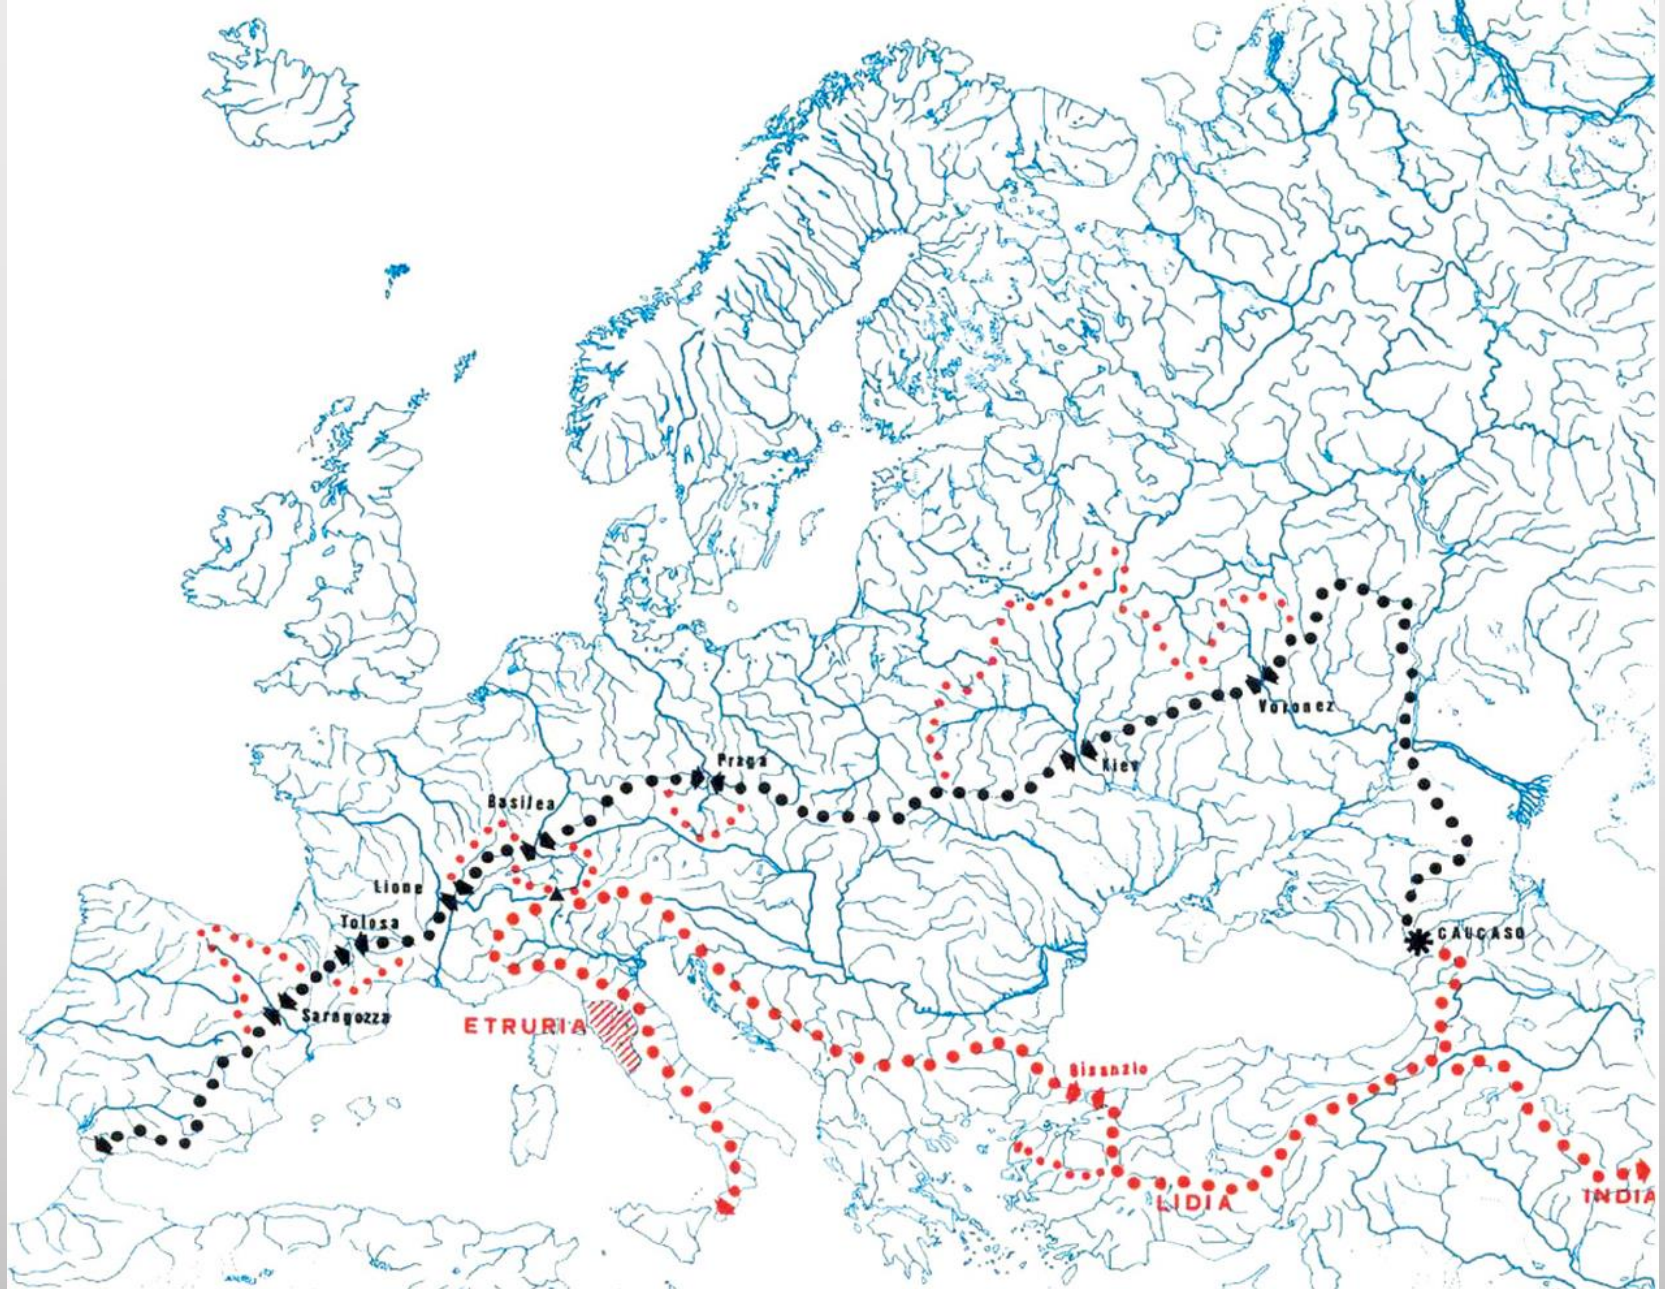 Praga
Voronez
Kiev
Basilea
Lione
Tolosa
CAUCASO
Saragozza
ETRURIA
Bisanzio
LIDIA
INDIA